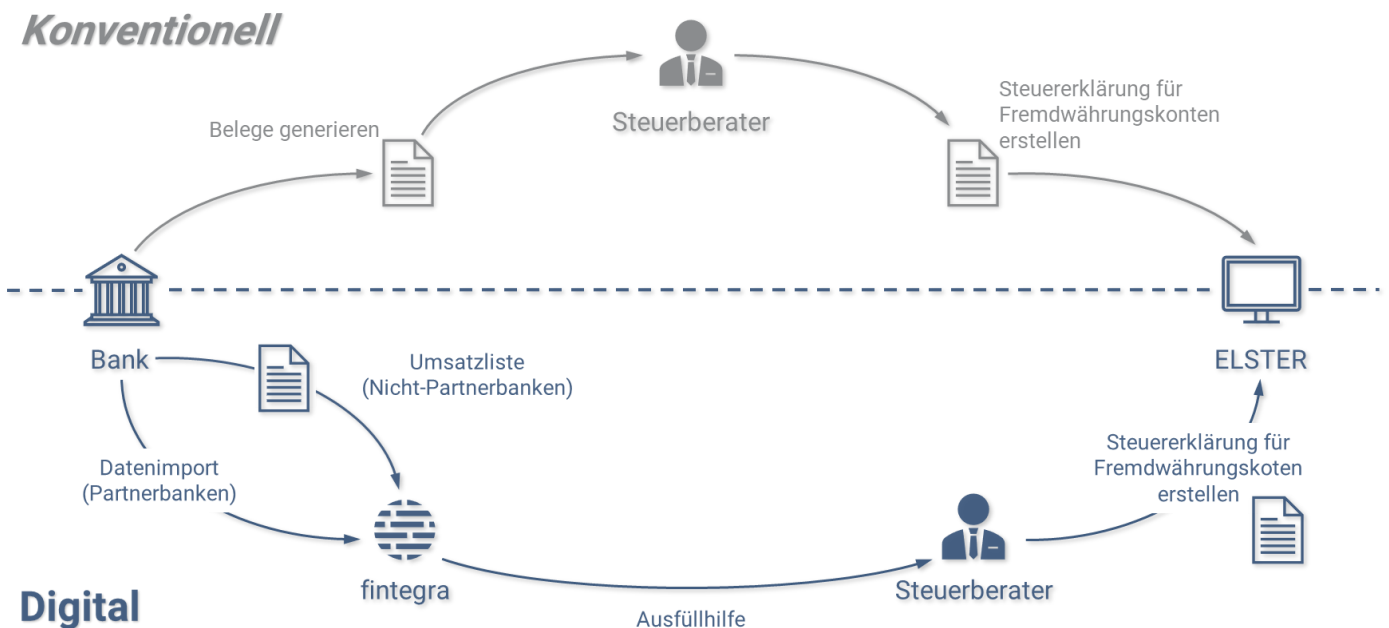 Konventionell
Steuerberater
Belege generieren
Steuererklärung für
Fremdwährungskonten
erstellen
Bank
Umsatzliste
(Nicht-Partnerbanken)
ELSTER
Datenimport
(Partnerbanken)
Steuererklärung für
Fremdwährungskoten
erstellen
fintegra
Steuerberater
Ausfüllhilfe
Digital